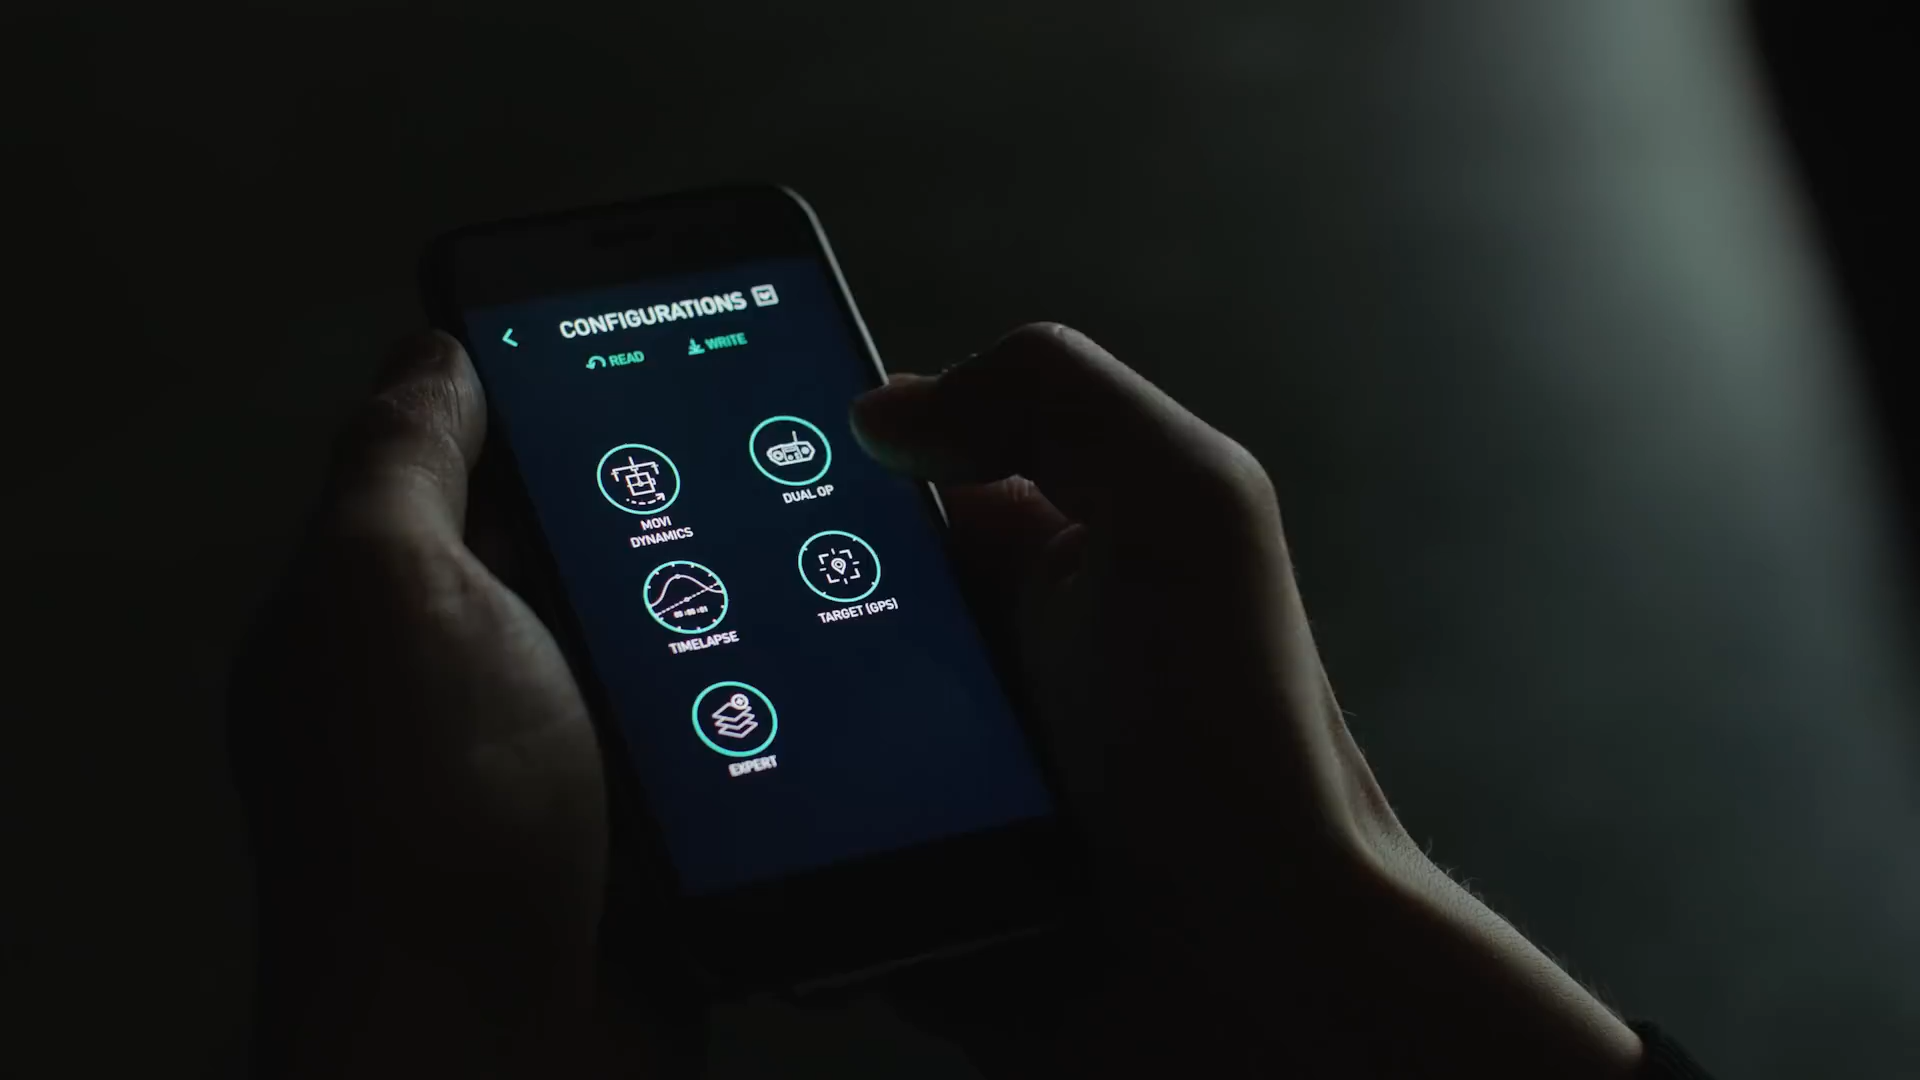 CONFIGURATIONS
READ WRITE
MOVI
DYNAMICS
DUAL OP
TIMELAPSE
TARGET (GPS)
EXPERT